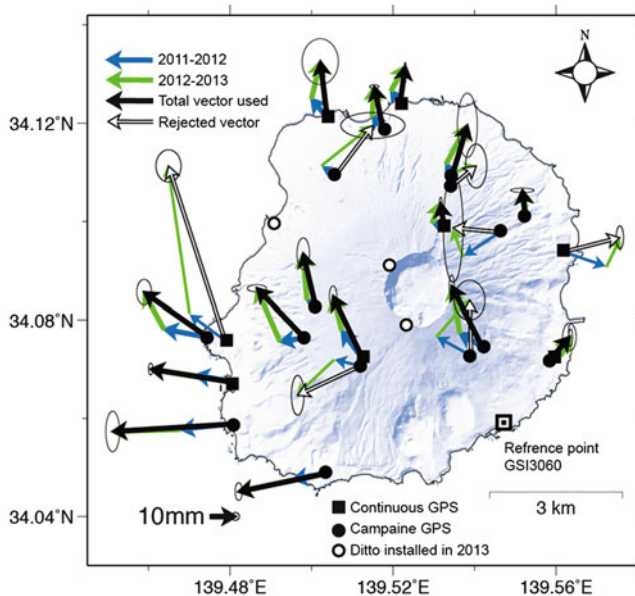 2011-2012
2012-2013
Total vector used
Rejected vector
N
34.12°N
34.08°N
34.04°N
10mm
Refrence point
GSI3060
3 km
Continuous GPS
Campaine GPS
Ditto installed in 2013
139.48°E
139.52°E
139.56°E